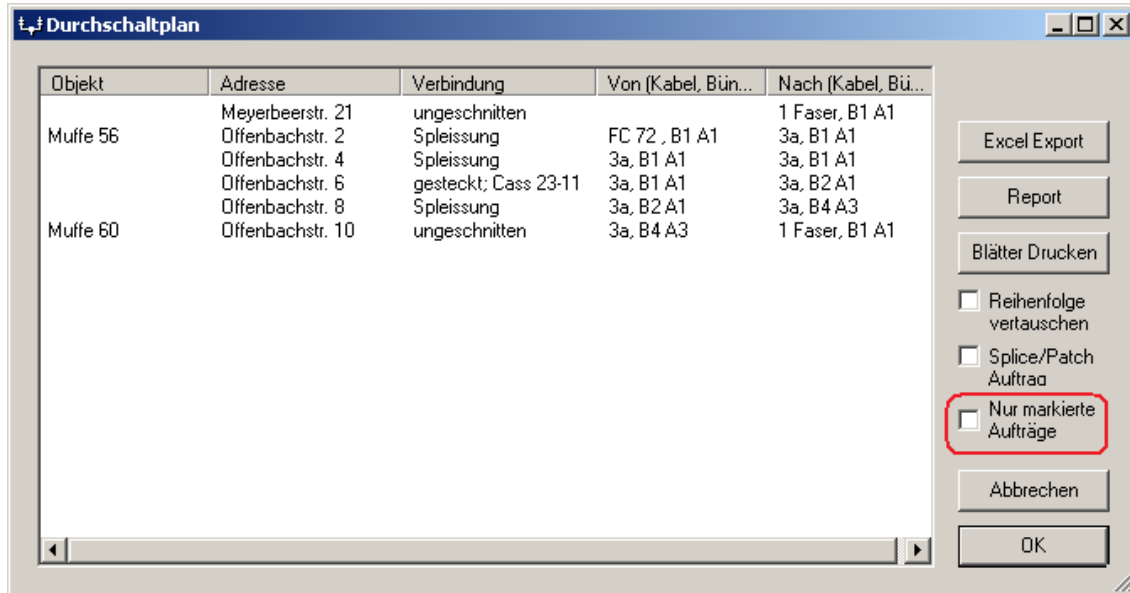 Durchschaltplan
Objekt Adresse Verbindung Von (Kabel, Bün... Nach (Kabel, Bü...
Meyerbeerstr. 21 ungeschnitten 1 Faser, B1 A1
Muffe 56 Offenbachstr. 2 Spleissung FC 72 , B1 A1 3a, B1 A1
Offenbachstr. 4 Spleissung 3a, B1 A1 3a, B1 A1
Offenbachstr. 6 gesteckt; Cass 23-11 3a, B1 A1 3a, B2 A1
Offenbachstr. 8 Spleissung 3a, B2 A1 3a, B4 A3
Muffe 60 Offenbachstr. 10 ungeschnitten 3a, B4 A3 1 Faser, B1 A1
Excel Export
Report
Blätter Drucken
Reihenfolge
vertauschen
Splice/Patch
Auftrag
Nur markierte
Aufträge
Abbrechen
OK